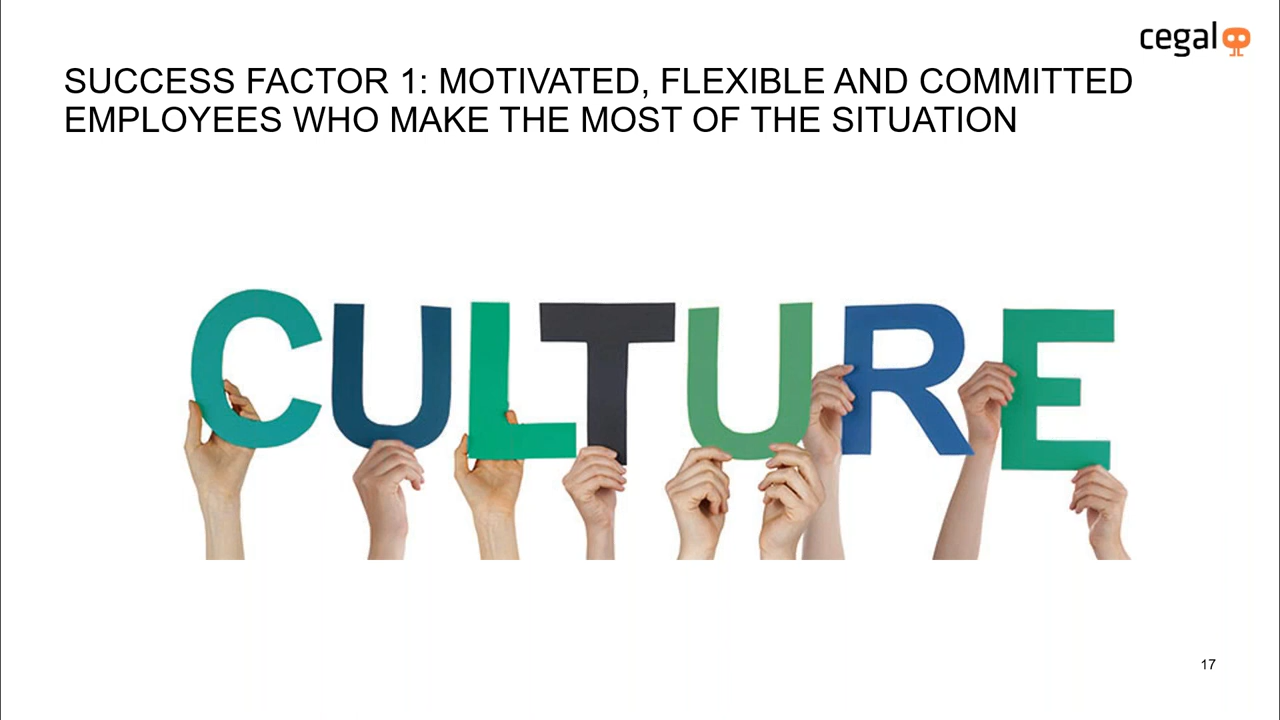 cegal
SUCCESS FACTOR 1: MOTIVATED, FLEXIBLE AND COMMITTED
EMPLOYEES WHO MAKE THE MOST OF THE SITUATION
CULTURE
17